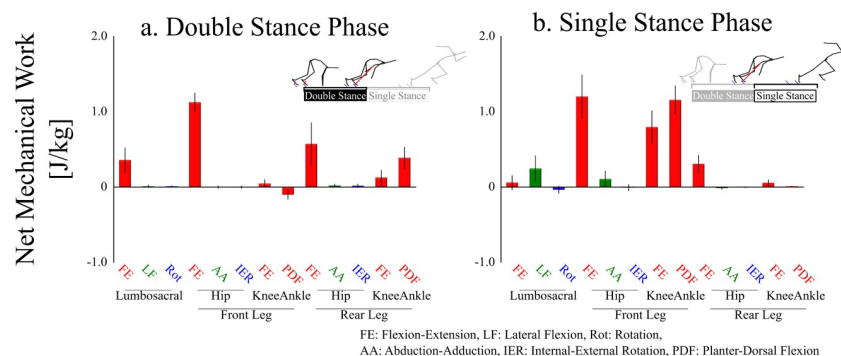 a. Double Stance Phase
b. Single Stance Phase
Net Mechanical Work
[J/kg]
2.0
1.0
0
-1.0
Double Stance Single Stance
FE LF Rot FE AA IER FE PDF FE AA IER FE PDF
Lumbosacral Hip KneeAnkle Hip KneeAnkle
Front Leg Rear Leg
2.0
1.0
0
-1.0
Double Stance Single Stance
FE LF Rot FE AA IER FE PDF FE AA IER FE PDF
Lumbosacral Hip KneeAnkle Hip KneeAnkle
Front Leg Rear Leg
FE: Flexion-Extension, LF: Lateral Flexion, Rot: Rotation,
AA: Abduction-Adduction, IER: Internal-External Rotation, PDF: Planter-Dorsal Flexion